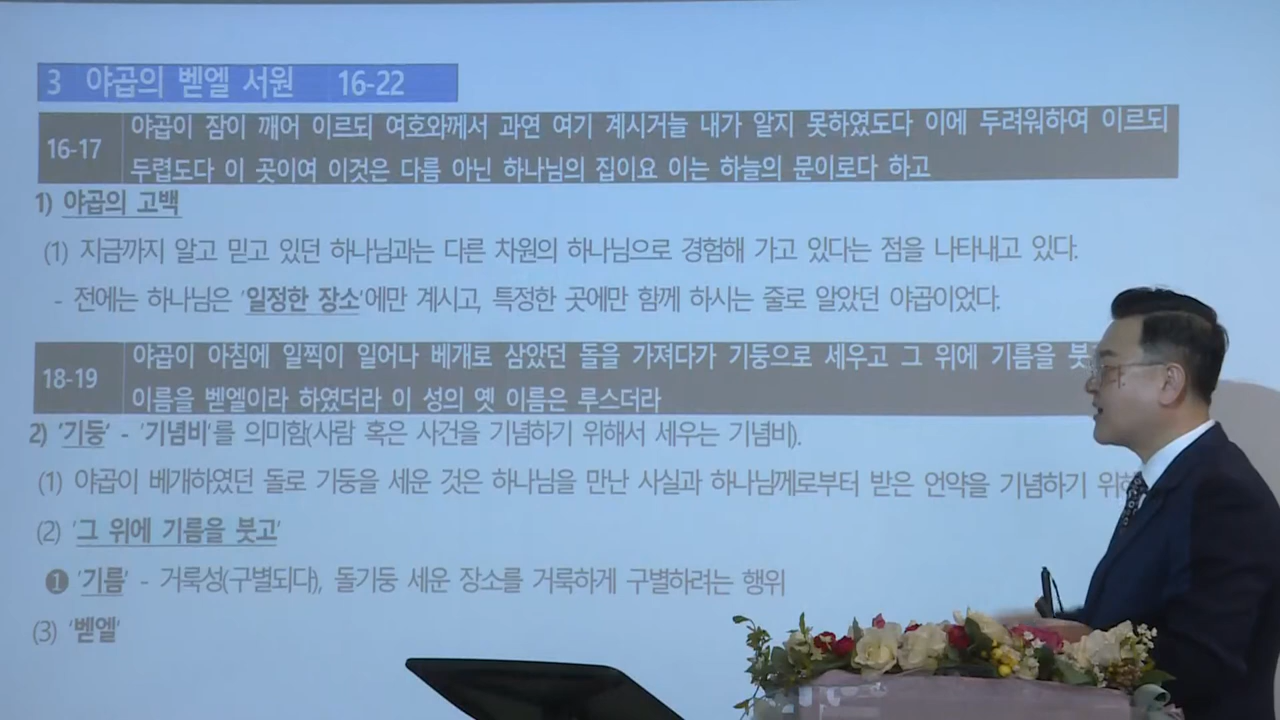 3 야곱의 벧엘 서원 16-22
16-17 야곱이 잠이 깨어 이르되 여호와께서 과연 여기 계시거늘 내가 알지 못하였도다 이에 두려워하여 이르되
두렵도다 이 곳이여 이것은 다름 아닌 하나님의 집이요 이는 하늘의 문이로다 하고
1) 야곱의 고백
(1) 지금까지 알고 믿고 있던 하나님과는 다른 차원의 하나님으로 경험해 가고 있다는 점을 나타내고 있다.
- 전에는 하나님은 '일정한 장소'에만 계시고, 특정한 곳에만 함께 하시는 줄로 알았던 야곱이었다.
18-19 야곱이 아침에 일찍이 일어나 베개로 삼았던 돌을 가져다가 기둥으로 세우고 그 위에 기름을 붓
이름을 벧엘이라 하였더라 이 성의 옛 이름은 루스더라
2) '기둥' - '기념비'를 의미함(사람 혹은 사건을 기념하기 위해서 세우는 기념비).
(1) 야곱이 베개하였던 돌로 기둥을 세운 것은 하나님을 만난 사실과 하나님께로부터 받은 언약을 기념하기 위해
(2) '그 위에 기름을 붓고'
❶ '기름' - 거룩성(구별되다), 돌기둥 세운 장소를 거룩하게 구별하려는 행위
(3) '벧엘'